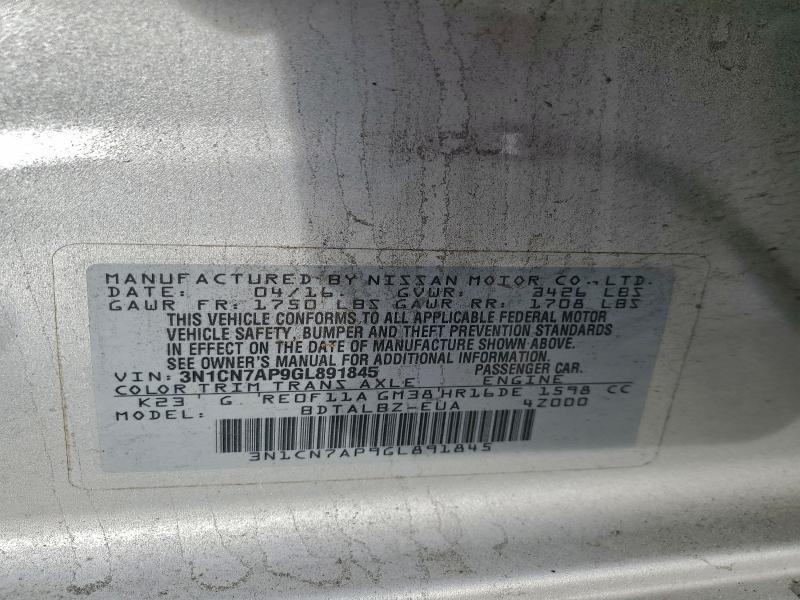 MANUFACTURED BY NISSAN MOTOR CO., LTD.
DATE: 04/16. GVWR: 3426 LBS
GAWR FR: 1750 LBS GAWR RR: 1708 LBS
THIS VEHICLE CONFORMS TO ALL APPLICABLE FEDERAL MOTOR
VEHICLE SAFETY, BUMPER AND THEFT PREVENTION STANDARDS
IN EFFECT ON THE DATE OF MANUFACTURE SHOWN ABOVE.
SEE OWNER'S MANUAL FOR ADDITIONAL INFORMATION.
VIN: 3N1CN7AP9GL891845 PASSENGER CAR.
COLOR TRIM TRANS AXLE ENGINE
K23 G RE0F11A GM38 HR16DE 1598 CC
MODEL: BDTALBZ-EUA 4Z000
3N1CN7AP9GL891845